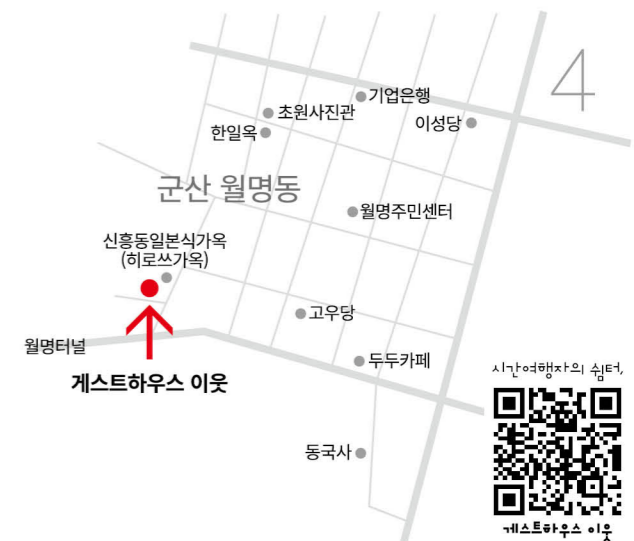 4
기업은행
초원사진관
이성당
한일옥
군산 월명동
월명주민센터
신흥동일본식가옥
(히로쓰가옥)
고우당
월명터널
두두카페
게스트하우스 이웃
시간여행자의 쉼터,
동국사
게스트하우스 이웃